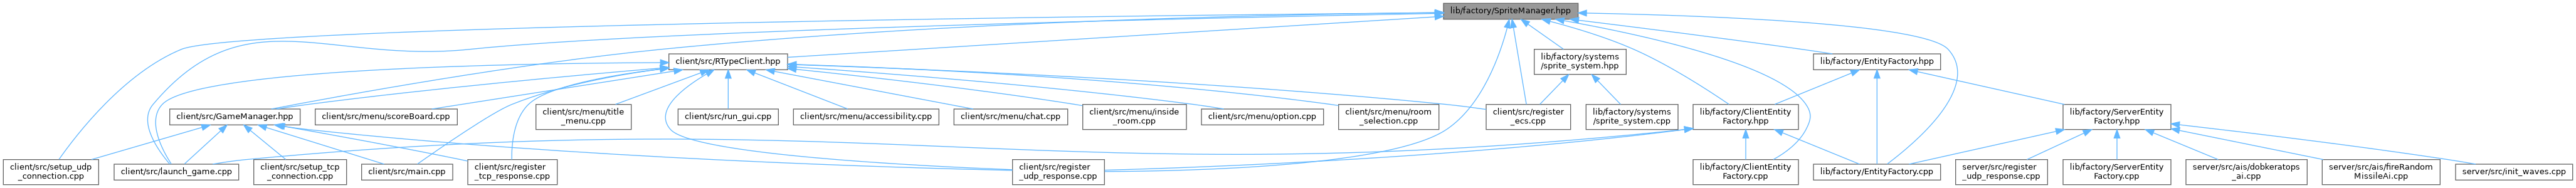 lib/factory/SpriteManager.hpp
client/src/RTypeClient.hpp
lib/factory/systems
/sprite_system.hpp
lib/factory/EntityFactory.hpp
client/src/GameManager.hpp
client/src/menu/scoreBoard.cpp
client/src/menu/title
_menu.cpp
client/src/run_gui.cpp
client/src/menu/accessibility.cpp
client/src/menu/chat.cpp
client/src/menu/inside
_room.cpp
client/src/menu/option.cpp
client/src/menu/room
_selection.cpp
client/src/register
_ecs.cpp
lib/factory/systems
/sprite_system.cpp
lib/factory/ClientEntity
Factory.hpp
lib/factory/ServerEntity
Factory.hpp
client/src/setup_udp
_connection.cpp
client/src/launch_game.cpp
client/src/setup_tcp
_connection.cpp
client/src/main.cpp
client/src/register
_tcp_response.cpp
client/src/register
_udp_response.cpp
lib/factory/ClientEntity
Factory.cpp
lib/factory/EntityFactory.cpp
server/src/register
_udp_response.cpp
lib/factory/ServerEntity
Factory.cpp
server/src/ais/dobkeratops
_ai.cpp
server/src/ais/fireRandom
MissileAi.cpp
server/src/init_waves.cpp